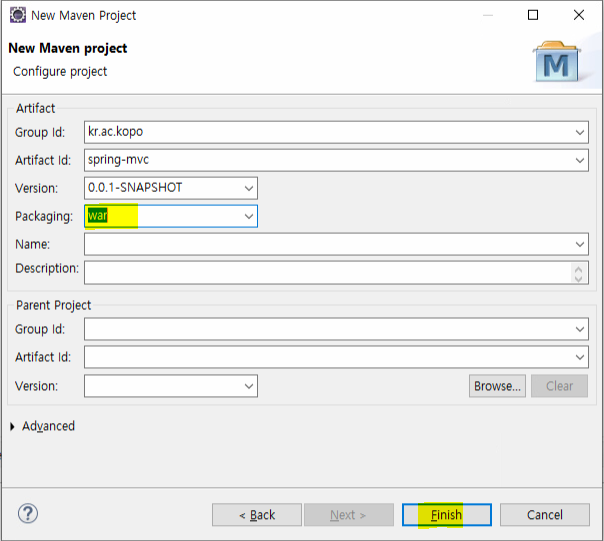 New Maven Project
New Maven project
Configure project
M
Artifact
Group Id: kr.ac.kopo
Artifact Id: spring-mvc
Version: 0.0.1-SNAPSHOT
Packaging: war
Name:
Description:
Parent Project
Group Id:
Artifact Id:
Version: Browse... Clear
Advanced
? < Back Next > Finish Cancel